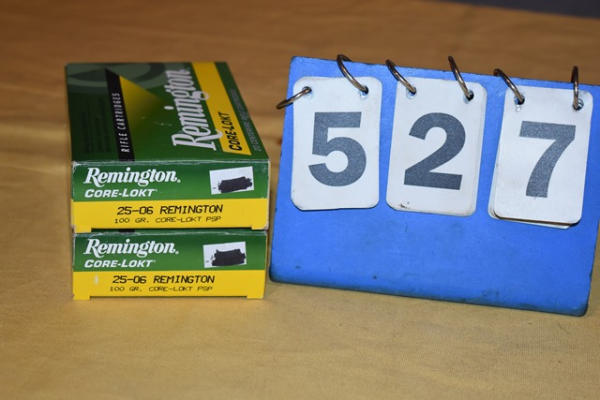 RIFLE CARTRIDGES
Remington
CORE-LOKT
Remington
CORE-LOKT
25-06 REMINGTON
100 GR. CORE-LOKT PSP
Remington
CORE-LOKT
25-06 REMINGTON
100 GR. CORE-LOKT PSP
5 2 7